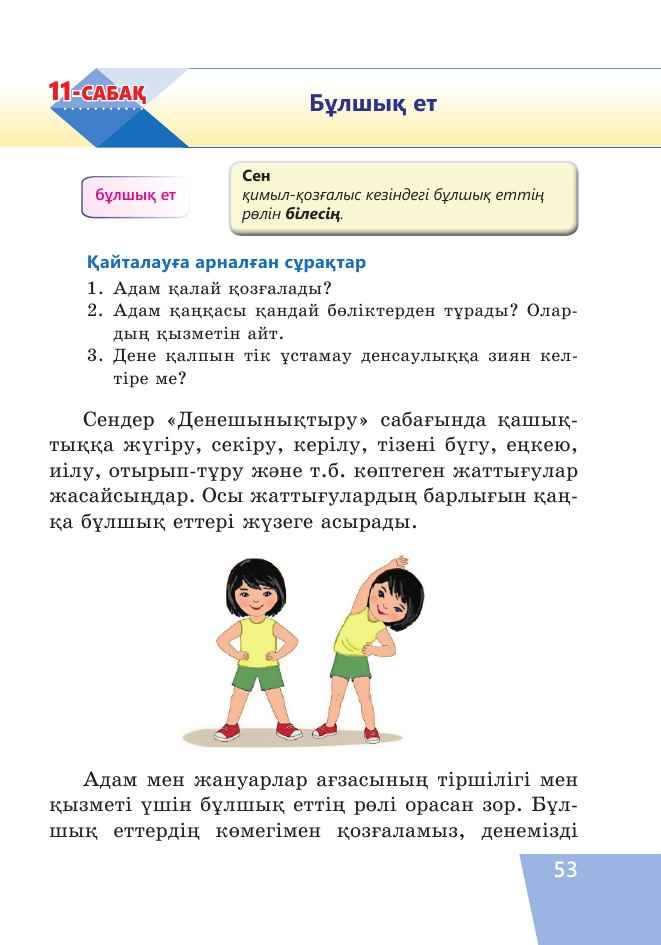 11-САБАҚ
Бұлшық ет
бұлшық ет
Сен
қимыл-қозғалыс кезіндегі бұлшық еттің
рөлін білесің.
Қайталауға арналған сұрақтар
1. Адам қалай қозғалады?
2. Адам қаңқасы қандай бөліктерден тұрады? Олар-
дың қызметін айт.
3. Дене қалпын тік ұстамау денсаулыққа зиян кел-
тіре ме?
Сендер «Денешынықтыру» сабағында қашық-
тыққа жүгіру, секіру, керілу, тізені бүгу, еңкею,
иілу, отырып-тұру және т.б. көптеген жаттығулар
жасайсыңдар. Осы жаттығулардың барлығын қаң-
қа бұлшық еттері жүзеге асырады.
Адам мен жануарлар ағзасының тіршілігі мен
қызметі үшін бұлшық еттің рөлі орасан зор. Бұл-
шық еттердің көмегімен қозғаламыз, денемізді
53